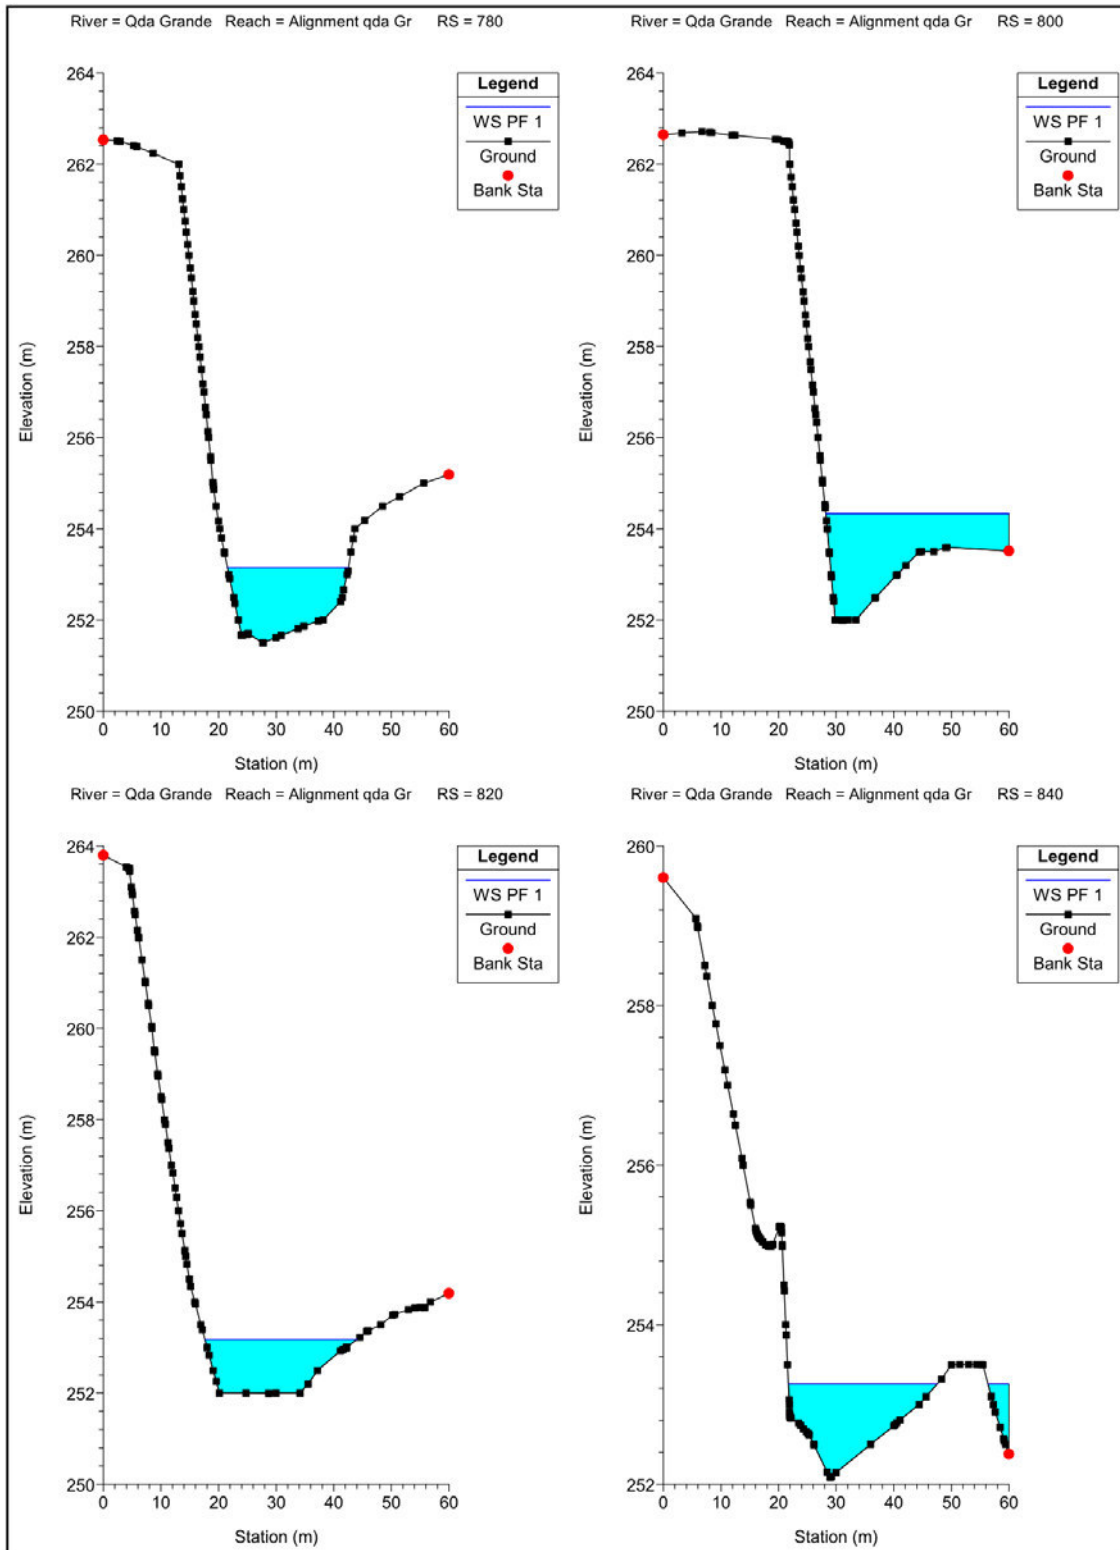 River = Qda Grande Reach = Alignment qda Gr RS = 780
264
262
260
258
256
254
252
250
Elevation (m)
0 10 20 30 40 50 60
Station (m)
Legend
WS PF 1
Ground
Bank Sta
River = Qda Grande Reach = Alignment qda Gr RS = 800
264
262
260
258
256
254
252
250
Elevation (m)
0 10 20 30 40 50 60
Station (m)
Legend
WS PF 1
Ground
Bank Sta
River = Qda Grande Reach = Alignment qda Gr RS = 820
264
262
260
258
256
254
252
250
Elevation (m)
0 10 20 30 40 50 60
Station (m)
Legend
WS PF 1
Ground
Bank Sta
River = Qda Grande Reach = Alignment qda Gr RS = 840
260
258
256
254
252
Elevation (m)
0 10 20 30 40 50 60
Station (m)
Legend
WS PF 1
Ground
Bank Sta